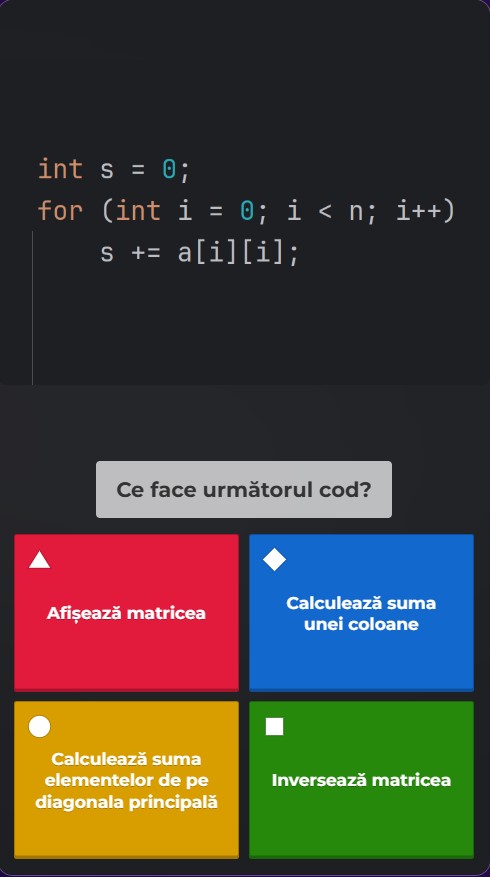 int s = 0;
for (int i = 0; i < n; i++)
    s += a[i][i];
Ce face următorul cod?
Afișează matricea
Calculează suma
unei coloane
Calculează suma
elementelor de pe
diagonala principală
Inversează matricea